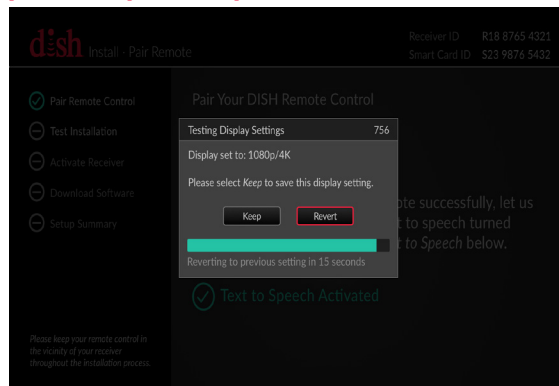 dish Install - Pair Remote
Receiver ID R18 8765 4321
Smart Card ID S23 9876 5432
Pair Remote Control
Test Installation
Activate Receiver
Download Software
Setup Summary
Please keep your remote control in
the vicinity of your receiver
throughout the installation process.
Pair Your DISH Remote Control
Testing Display Settings 756
Display set to: 1080p/4K
Please select Keep to save this display setting.
Keep Revert
Reverting to previous setting in 15 seconds
successfully, let us
to speech turned
to Speech below.
Text to Speech Activated